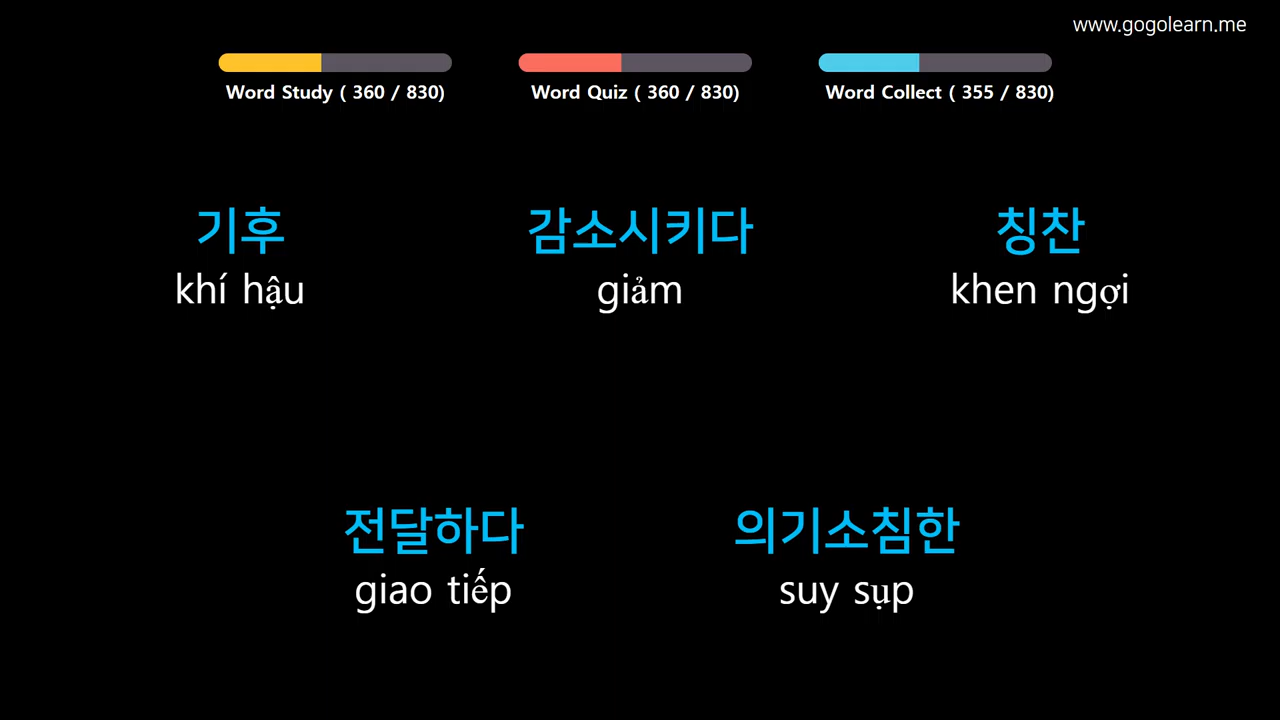 www.gogolearn.me
Word Study ( 360 / 830)
Word Quiz ( 360 / 830)
Word Collect ( 355 / 830)
기후
khí hậu
감소시키다
giảm
칭찬
khen ngợi
전달하다
giao tiếp
의기소침한
suy sụp